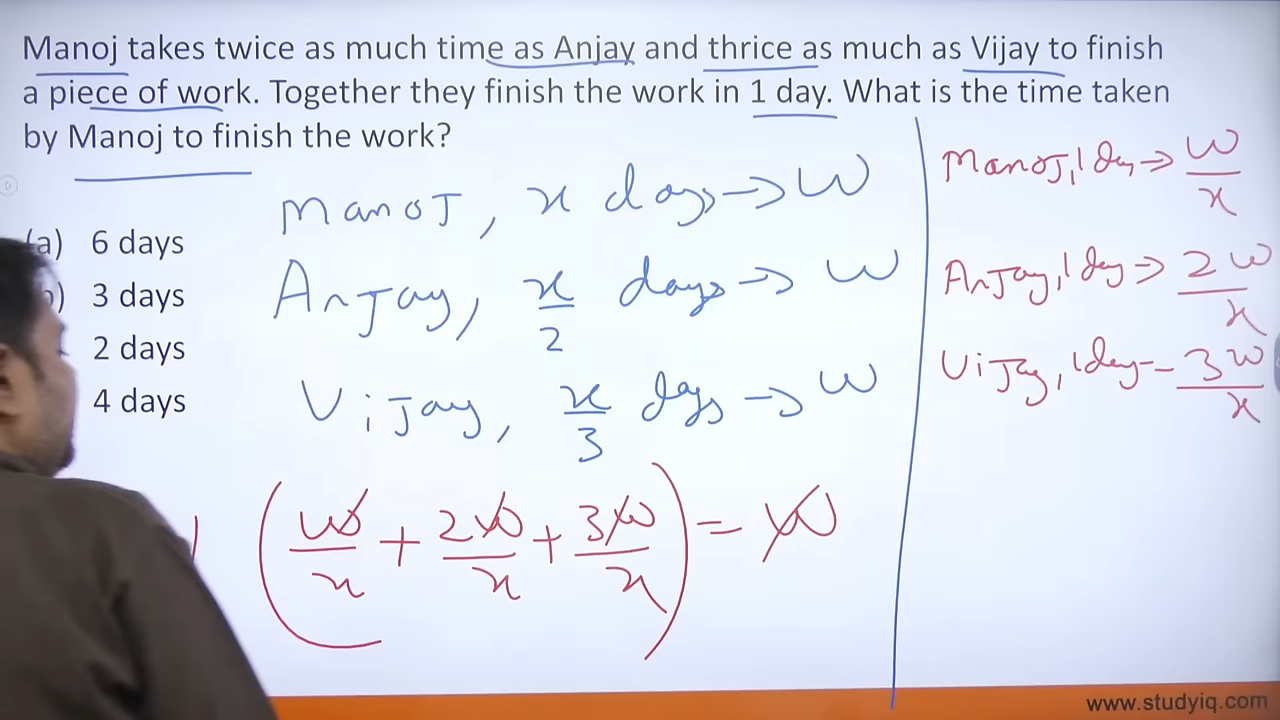 Manoj takes twice as much time as Anjay and thrice as much as Vijay to finish
a piece of work. Together they finish the work in 1 day. What is the time taken
by Manoj to finish the work?
(a) 6 days
) 3 days
2 days
4 days
Manoj, x days → W
Anjay, x/2 days → W
Vijay, x/3 days → W
1 (W/x + 2W/x + 3W/x) = W
Manoj, 1 day → W/x
Anjay, 1 day → 2W/x
Vijay, 1 day – 3W/x
www.studyiq.com